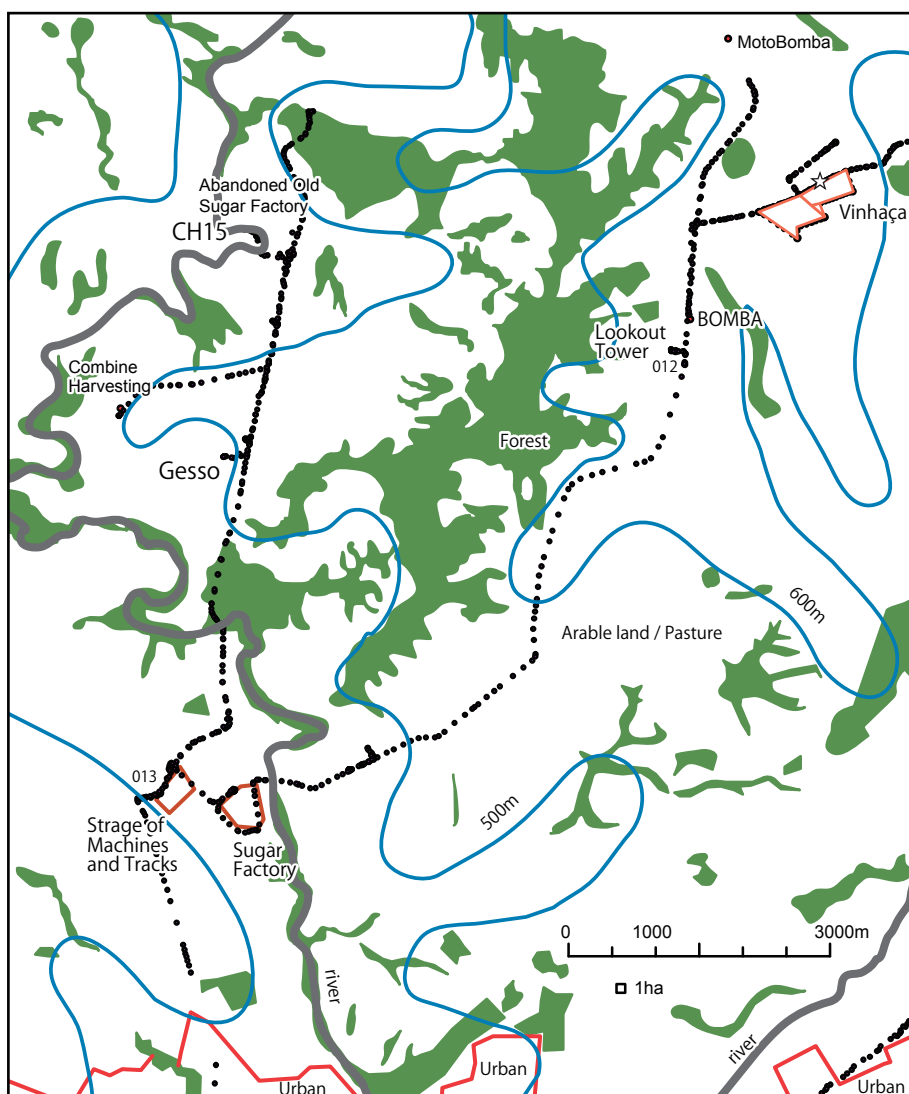 MotoBomba
Abandoned Old
Sugar Factory
CH15
Vinhaça
BOMBA
Lookout
Tower
012
Combine
Harvesting
Forest
Gesso
600m
Arable land / Pasture
013
500m
Strage of
Machines
and Tracks
Sugar
Factory
0 1000 3000m
1ha
river
river
Urban
Urban
Urban